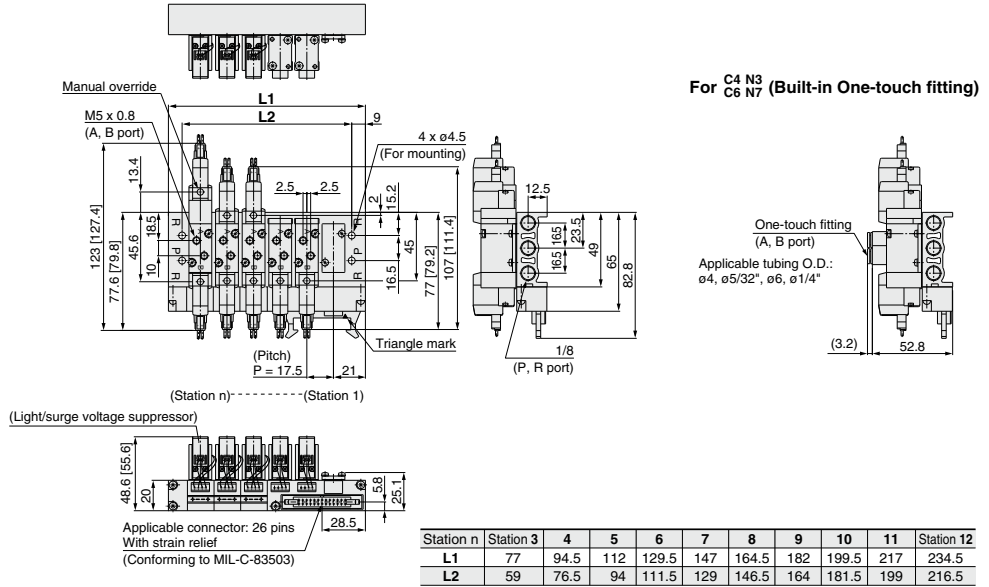 For C4 N3 C6 N7 (Built-in One-touch fitting)
Manual override
L1
M5 x 0.8
(A, B port)
L2
9
4 x ø4.5
(For mounting)
13.4
2.5
2.5
2
15.2
12.5
123 [127.4]
77.6 [79.8]
45.6
18.5
10
R
P
R
R
P
R
16.5
45
77 [79.2]
107 [111.4]
16.5
16.5
23.5
49
65
82.8
One-touch fitting
(A, B port)
Applicable tubing O.D.:
ø4, ø5/32", ø6, ø1/4"
Triangle mark
(Pitch)
P = 17.5
21
1/8
(P, R port)
(3.2)
52.8
(Station n)
(Station 1)
(Light/surge voltage suppressor)
48.6 [55.6]
20
5.8
25.1
28.5
Applicable connector: 26 pins
With strain relief
(Conforming to MIL-C-83503)
Station n Station 3 4 5 6 7 8 9 10 11 Station 12
L1 77 94.5 112 129.5 147 164.5 182 199.5 217 234.5
L2 59 76.5 94 111.5 129 146.5 164 181.5 199 216.5